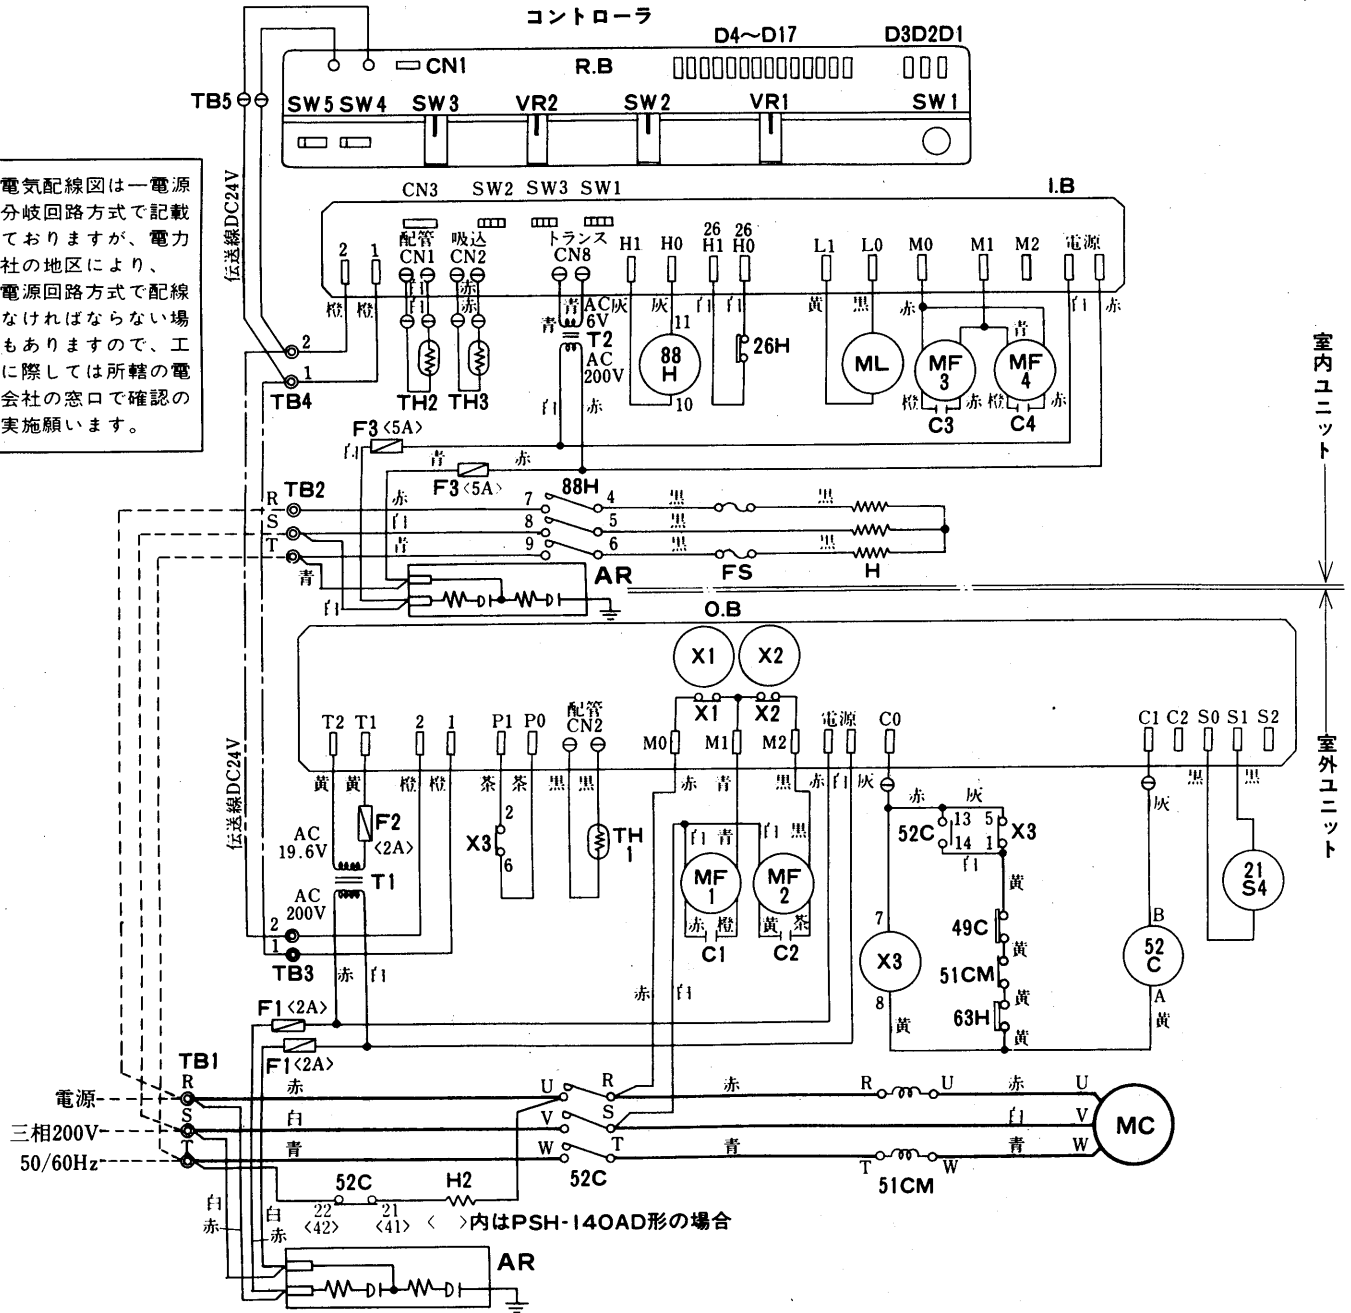 コントローラ
D4〜D17
D3D2D1
CN1
R.B
TB5
SW5 SW4 SW3 VR2 SW2 VR1 SW1
電気配線図は一電源
分岐回路方式で記載
ておりますが、電力
社の地区により、
電源回路方式で配線
なければならない場
もありますので、工
に際しては所轄の電
会社の窓口で確認の
実施願います。
伝送線DC24V
I.B
CN3 SW2 SW3 SW1
2 1
配管 CN1
吸込 CN2
トランス CN8
H1 H0
26 H1
26 H0
L1 L0 M0 M1 M2 電源
橙 橙 白 白 赤 赤 青 青
AC 6V
灰 灰 白 白 黄 黒 赤 青 白 赤
T2
AC 200V
11
88 H
10
26H
ML
MF 3
MF 4
橙 赤 橙 赤
C3 C4
2
1
TB4
TH2 TH3
白 赤
F3<5A>
白
青 赤
F3<5A>
室内ユニット
TB2
R S T
赤 白 青
88H
7 4
8 5
9 6
黒 黒 黒
黒 黒
FS
H
青
白
AR
O.B
X1 X2
X1 X2
T2 T1 2 1 P1 P0
配管 CN2
M0 M1 M2 電源 C0
C1 C2 S0 S1 S2
伝送線DC24V
黄 黄 橙 橙 茶 茶 黒 黒 赤 青 黒 赤 白 灰
灰 黒 黒
F2 <2A>
AC 19.6V
T1
AC 200V
X3
2
6
TH 1
白 青 白 黒
MF 1
MF 2
赤 橙 黄 茶
C1 C2
赤 灰
52C
13 5
14 1
X3
白
黄
49C
黄
51CM
黄
63H
黄
7
X3
8
黄
B
52 C
A
黄
21 S4
室外ユニット
2
1
TB3
赤 白
赤 白
F1<2A>
F1<2A>
TB1
R S T
電源
三相200V
50/60Hz
赤 白 青
U R
V S
W T
52C
赤
青
R U
T W
51CM
赤 白 青
U V W
MC
52C
H2
22 21
<42> <41>
< >内はPSH-140AD形の場合
白 赤
白 赤
AR